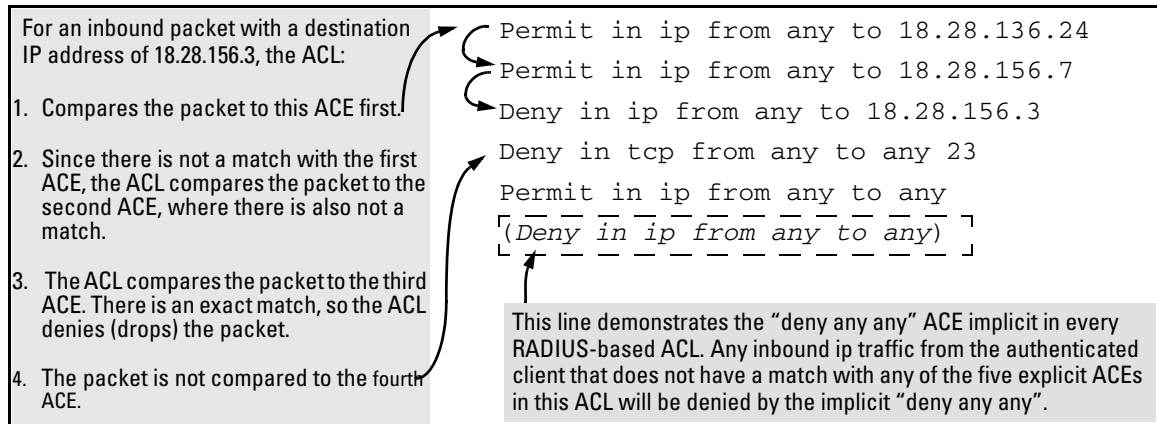 For an inbound packet with a destination
IP address of 18.28.156.3, the ACL:
1. Compares the packet to this ACE first.
2. Since there is not a match with the first
ACE, the ACL compares the packet to the
second ACE, where there is also not a
match.
3. The ACL compares the packet to the third
ACE. There is an exact match, so the ACL
denies (drops) the packet.
4. The packet is not compared to the fourth
ACE.
Permit in ip from any to 18.28.136.24
Permit in ip from any to 18.28.156.7
Deny in ip from any to 18.28.156.3
Deny in tcp from any to any 23
Permit in ip from any to any
(Deny in ip from any to any)
This line demonstrates the “deny any any” ACE implicit in every
RADIUS-based ACL. Any inbound ip traffic from the authenticated
client that does not have a match with any of the five explicit ACEs
in this ACL will be denied by the implicit “deny any any”.